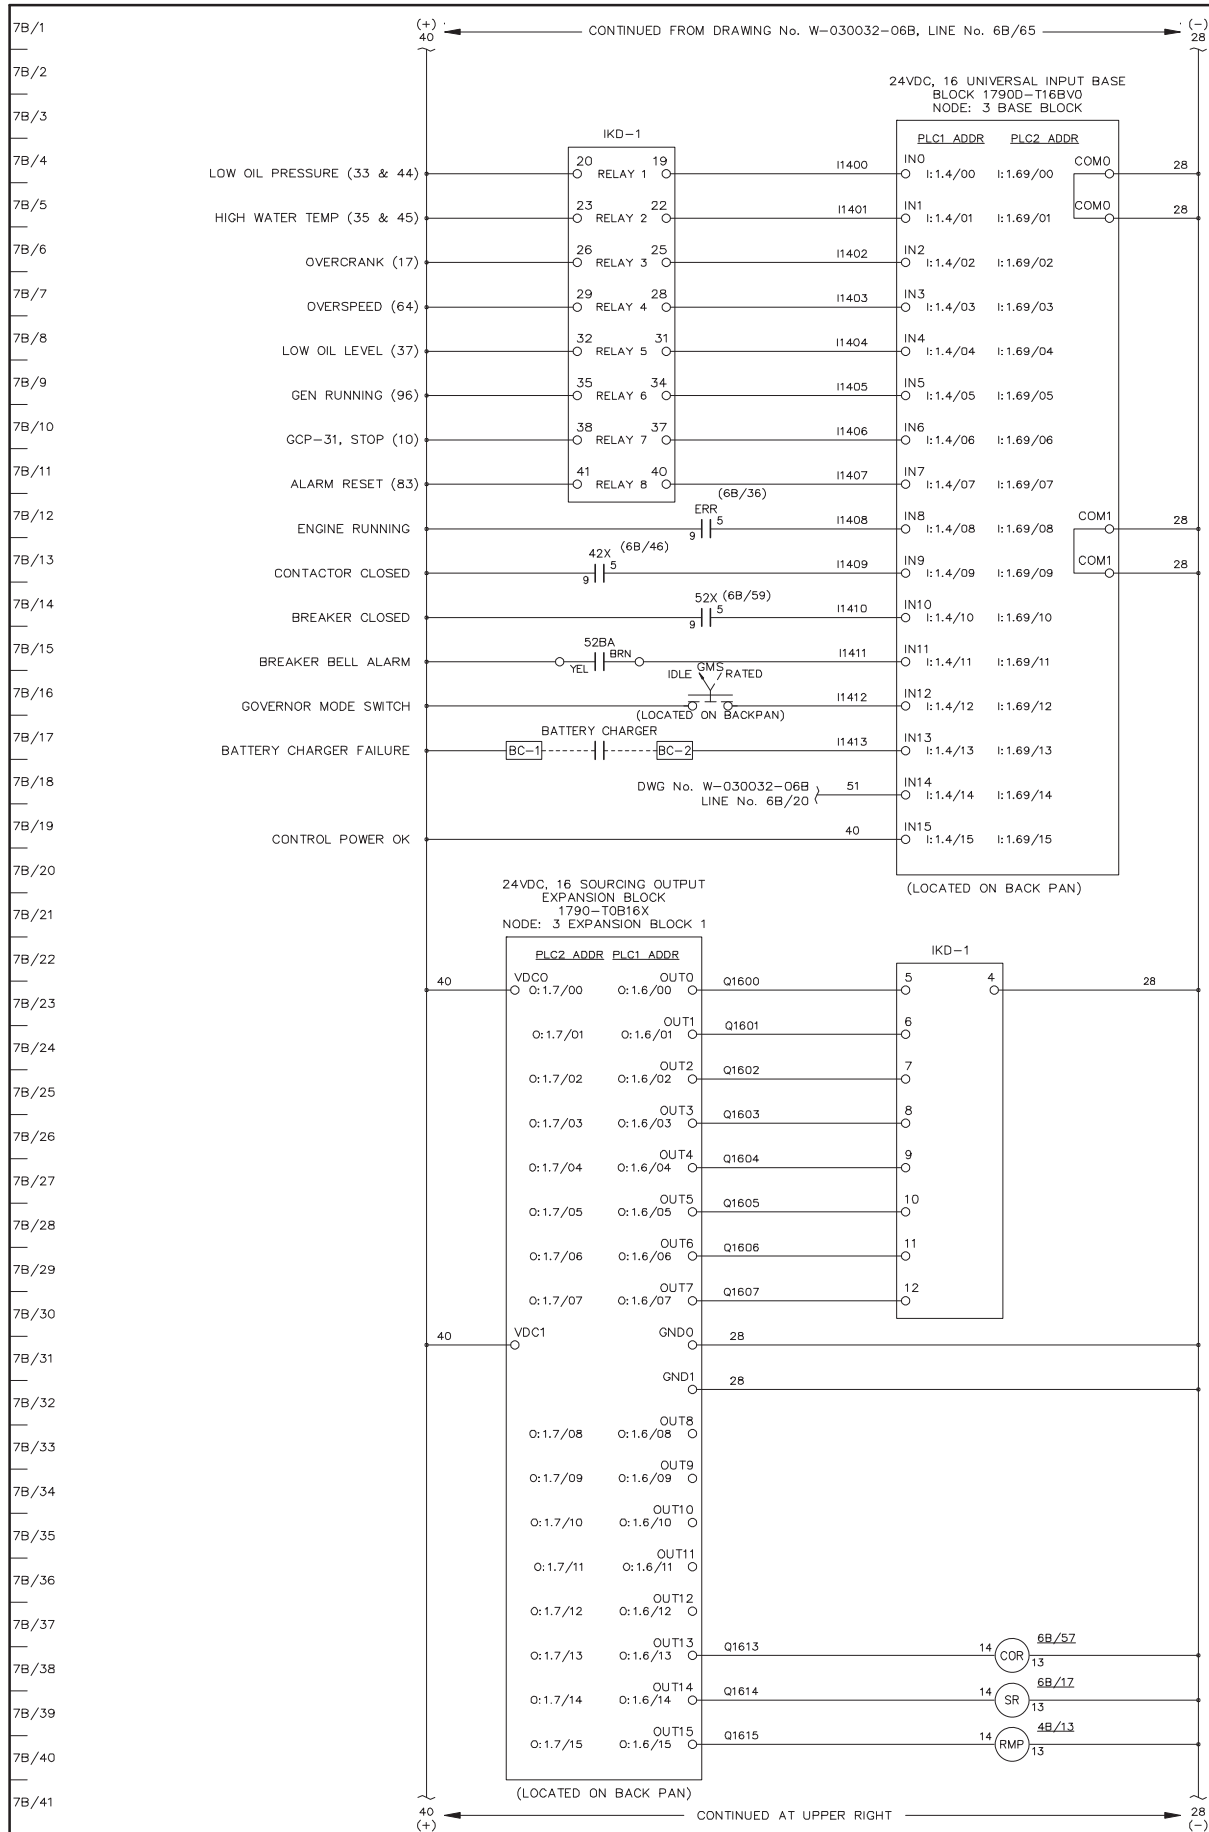 7B/1
(+)
40
CONTINUED FROM DRAWING No. W-030032-06B, LINE No. 6B/65
(-)
28
7B/2
24VDC, 16 UNIVERSAL INPUT BASE
BLOCK 1790D-T16BV0
NODE: 3 BASE BLOCK
7B/3
IKD-1
PLC1 ADDR PLC2 ADDR
7B/4
LOW OIL PRESSURE (33 & 44) 20 RELAY 1 19 I1400 IN0 I:1.4/00 I:1.69/00 COM0 28
7B/5
HIGH WATER TEMP (35 & 45) 23 RELAY 2 22 I1401 IN1 I:1.4/01 I:1.69/01 COM0 28
7B/6
OVERCRANK (17) 26 RELAY 3 25 I1402 IN2 I:1.4/02 I:1.69/02
7B/7
OVERSPEED (64) 29 RELAY 4 28 I1403 IN3 I:1.4/03 I:1.69/03
7B/8
LOW OIL LEVEL (37) 32 RELAY 5 31 I1404 IN4 I:1.4/04 I:1.69/04
7B/9
GEN RUNNING (96) 35 RELAY 6 34 I1405 IN5 I:1.4/05 I:1.69/05
7B/10
GCP-31, STOP (10) 38 RELAY 7 37 I1406 IN6 I:1.4/06 I:1.69/06
7B/11
ALARM RESET (83) 41 RELAY 8 40 I1407 IN7 I:1.4/07 I:1.69/07
(6B/36)
7B/12
ENGINE RUNNING ERR 9 5 I1408 IN8 I:1.4/08 I:1.69/08 COM1 28
7B/13
(6B/46)
CONTACTOR CLOSED 42X 9 5 I1409 IN9 I:1.4/09 I:1.69/09 COM1 28
7B/14
BREAKER CLOSED 52X (6B/59) 9 5 I1410 IN10 I:1.4/10 I:1.69/10
7B/15
BREAKER BELL ALARM 52BA YEL BRN I1411 IN11 I:1.4/11 I:1.69/11
7B/16
IDLE GMS RATED
GOVERNOR MODE SWITCH I1412 IN12 I:1.4/12 I:1.69/12
(LOCATED ON BACKPAN)
7B/17
BATTERY CHARGER
BATTERY CHARGER FAILURE BC-1 BC-2 I1413 IN13 I:1.4/13 I:1.69/13
7B/18
DWG No. W-030032-06B
LINE No. 6B/20
51 IN14 I:1.4/14 I:1.69/14
7B/19
CONTROL POWER OK 40 IN15 I:1.4/15 I:1.69/15
7B/20
(LOCATED ON BACK PAN)
24VDC, 16 SOURCING OUTPUT
EXPANSION BLOCK
1790-T0B16X
NODE: 3 EXPANSION BLOCK 1
7B/21
7B/22
PLC2 ADDR PLC1 ADDR
IKD-1
40 VDC0 O:1.7/00 O:1.6/00 OUT0 Q1600 5 4 28
7B/23
O:1.7/01 O:1.6/01 OUT1 Q1601 6
7B/24
O:1.7/02 O:1.6/02 OUT2 Q1602 7
7B/25
O:1.7/03 O:1.6/03 OUT3 Q1603 8
7B/26
O:1.7/04 O:1.6/04 OUT4 Q1604 9
7B/27
O:1.7/05 O:1.6/05 OUT5 Q1605 10
7B/28
O:1.7/06 O:1.6/06 OUT6 Q1606 11
7B/29
O:1.7/07 O:1.6/07 OUT7 Q1607 12
7B/30
40 VDC1 GND0 28
7B/31
GND1 28
7B/32
O:1.7/08 O:1.6/08 OUT8
7B/33
O:1.7/09 O:1.6/09 OUT9
7B/34
O:1.7/10 O:1.6/10 OUT10
7B/35
O:1.7/11 O:1.6/11 OUT11
7B/36
O:1.7/12 O:1.6/12 OUT12
7B/37
O:1.7/13 O:1.6/13 OUT13 Q1613 14 COR 13 6B/57
7B/38
O:1.7/14 O:1.6/14 OUT14 Q1614 14 SR 13 6B/17
7B/39
O:1.7/15 O:1.6/15 OUT15 Q1615 14 RMP 13 4B/13
7B/40
(LOCATED ON BACK PAN)
7B/41
40
(+)
CONTINUED AT UPPER RIGHT
28
(-)